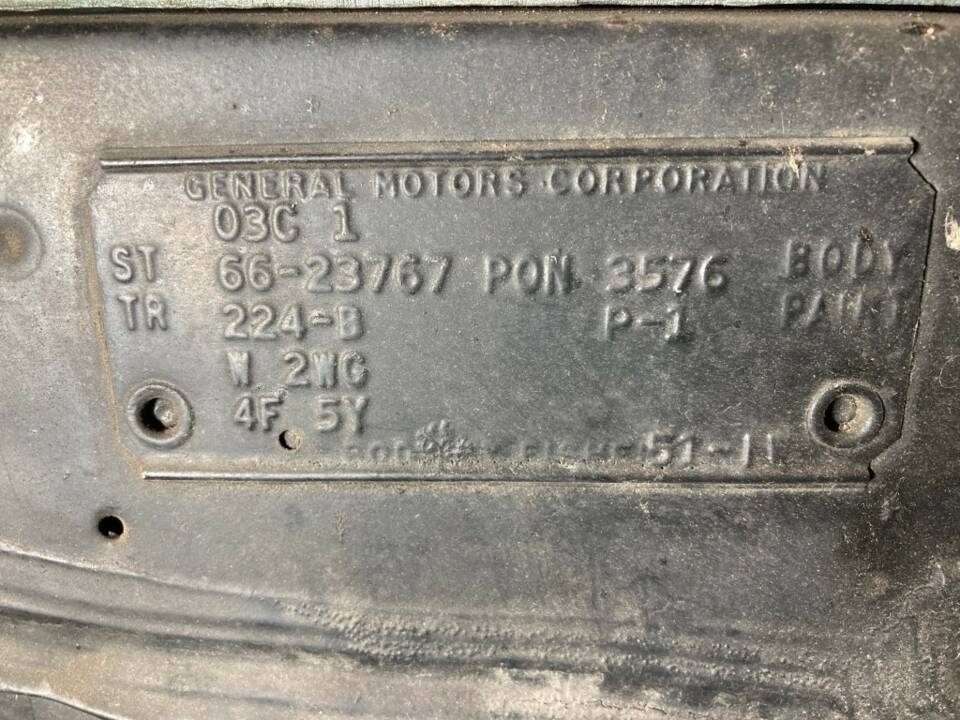 GENERAL MOTORS CORPORATION
03C 1
ST 66-23767 PON 3576 BODY
TR 224-B P-1 PAINT
W 2WG
4F 5Y